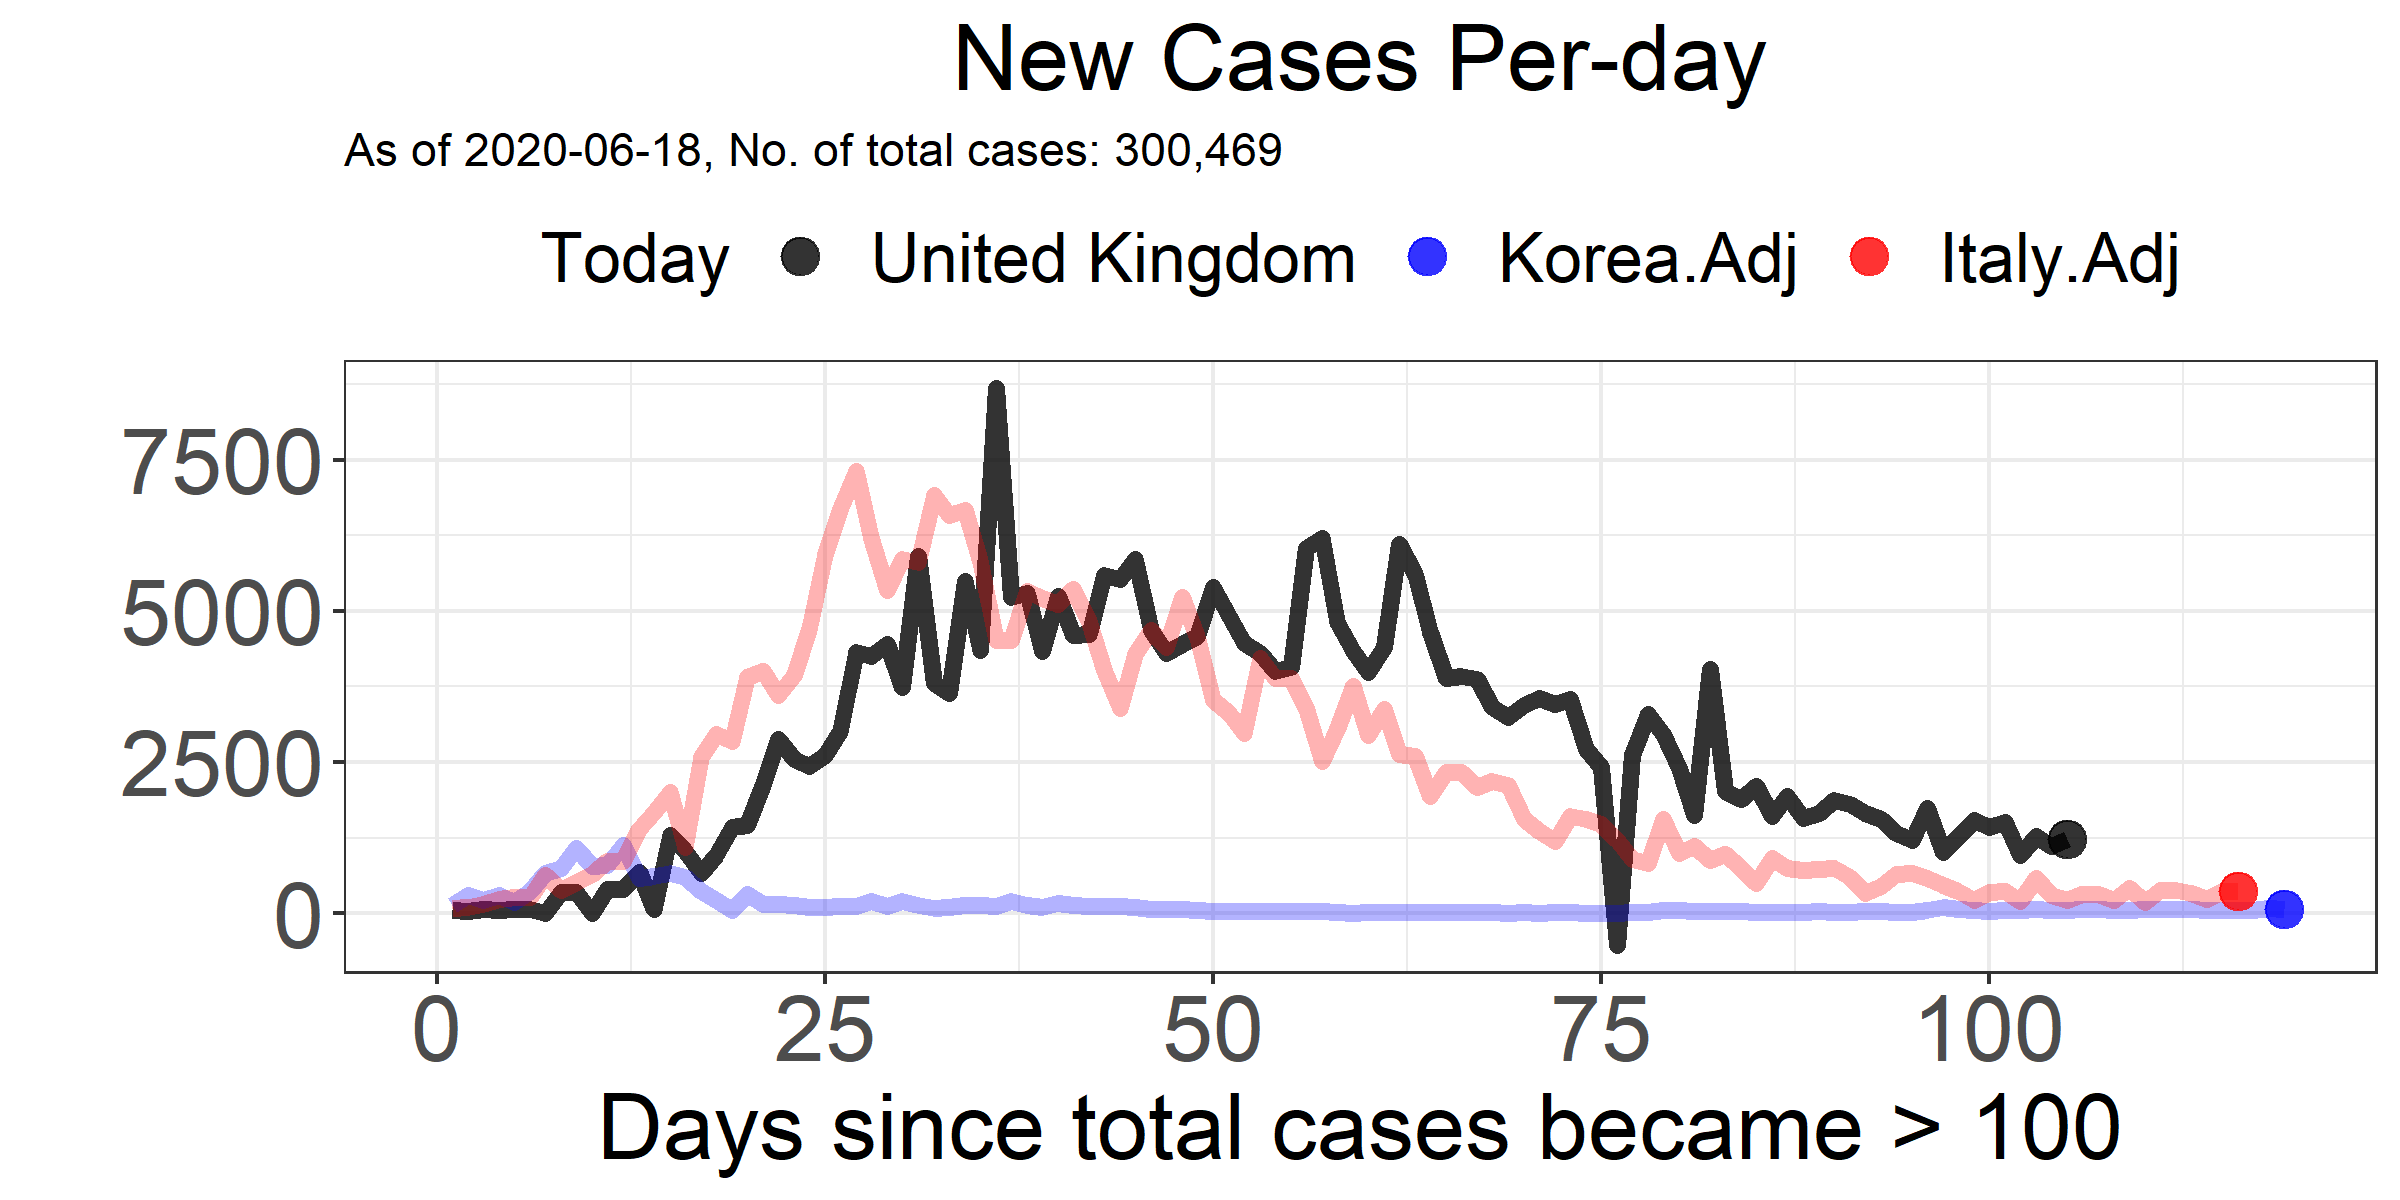 New Cases Per-day
As of 2020-06-18, No. of total cases: 300,469
Today United Kingdom Korea.Adj Italy.Adj
7500
5000
2500
0
0 25 50 75 100
Days since total cases became > 100